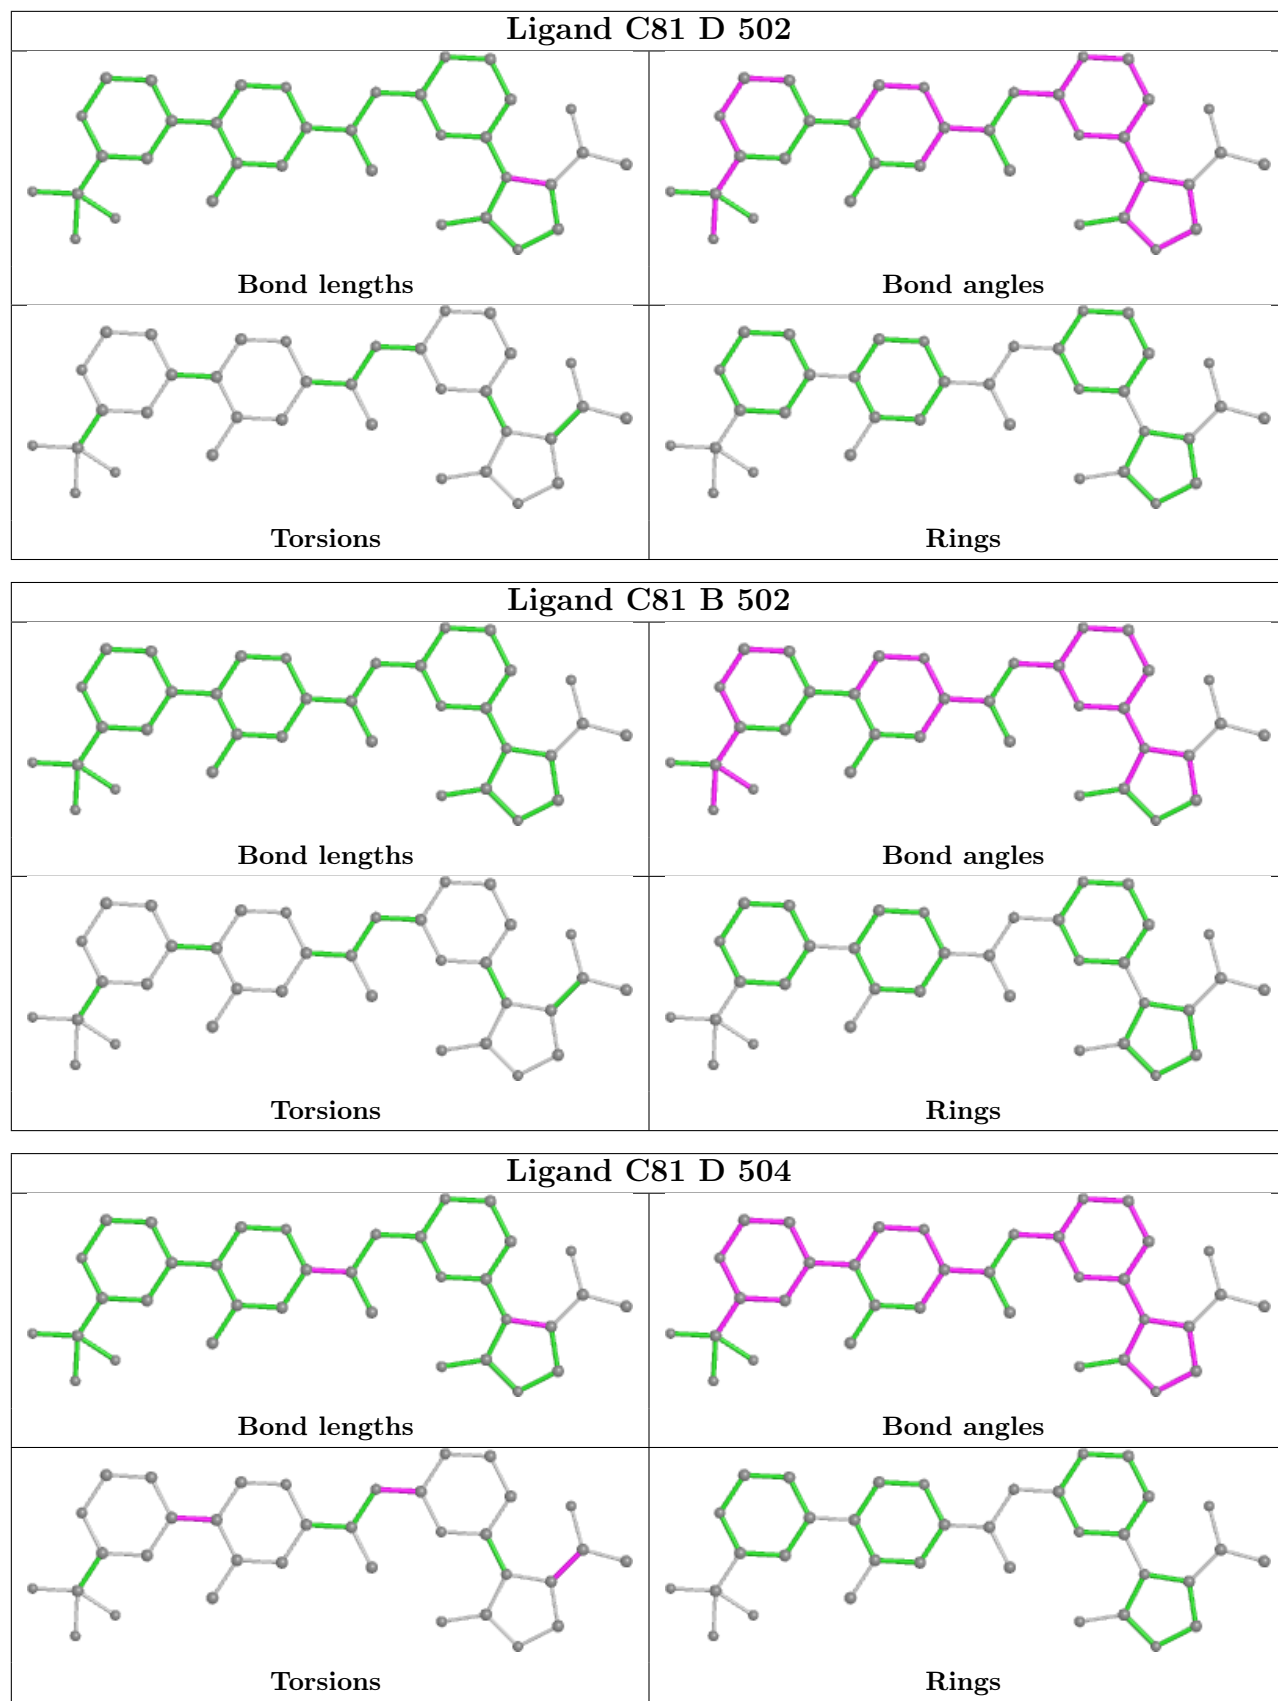 Ligand C81 D 502
Bond lengths
Bond angles
Torsions
Rings
Ligand C81 B 502
Bond lengths
Bond angles
Torsions
Rings
Ligand C81 D 504
Bond lengths
Bond angles
Torsions
Rings